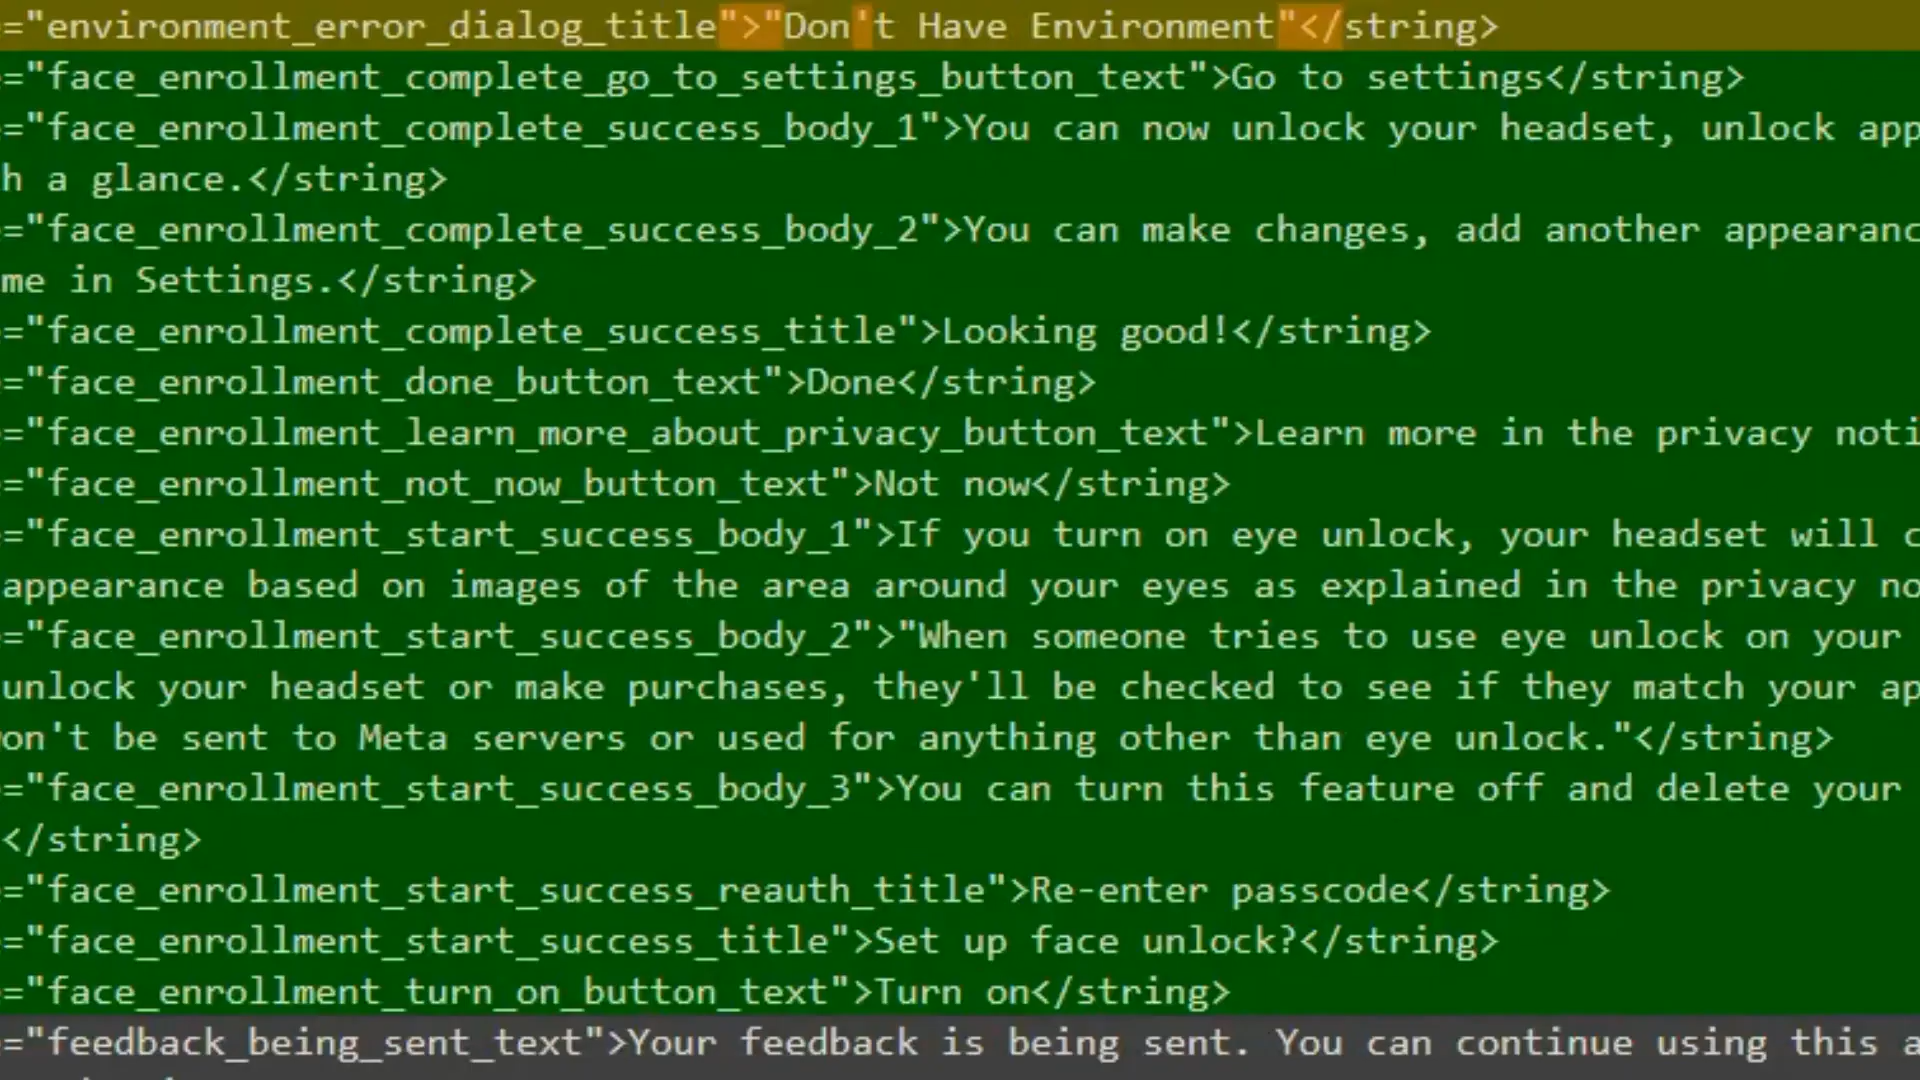 ="environment_error_dialog_title">"Don't Have Environment"</string>
="face_enrollment_complete_go_to_settings_button_text">Go to settings</string>
="face_enrollment_complete_success_body_1">You can now unlock your headset, unlock app
h a glance.</string>
="face_enrollment_complete_success_body_2">You can make changes, add another appearanc
me in Settings.</string>
="face_enrollment_complete_success_title">Looking good!</string>
="face_enrollment_done_button_text">Done</string>
="face_enrollment_learn_more_about_privacy_button_text">Learn more in the privacy noti
="face_enrollment_not_now_button_text">Not now</string>
="face_enrollment_start_success_body_1">If you turn on eye unlock, your headset will c
appearance based on images of the area around your eyes as explained in the privacy no
="face_enrollment_start_success_body_2">"When someone tries to use eye unlock on your
unlock your headset or make purchases, they'll be checked to see if they match your ap
on't be sent to Meta servers or used for anything other than eye unlock."</string>
="face_enrollment_start_success_body_3">You can turn this feature off and delete your
</string>
="face_enrollment_start_success_reauth_title">Re-enter passcode</string>
="face_enrollment_start_success_title">Set up face unlock?</string>
="face_enrollment_turn_on_button_text">Turn on</string>
="feedback_being_sent_text">Your feedback is being sent. You can continue using this a